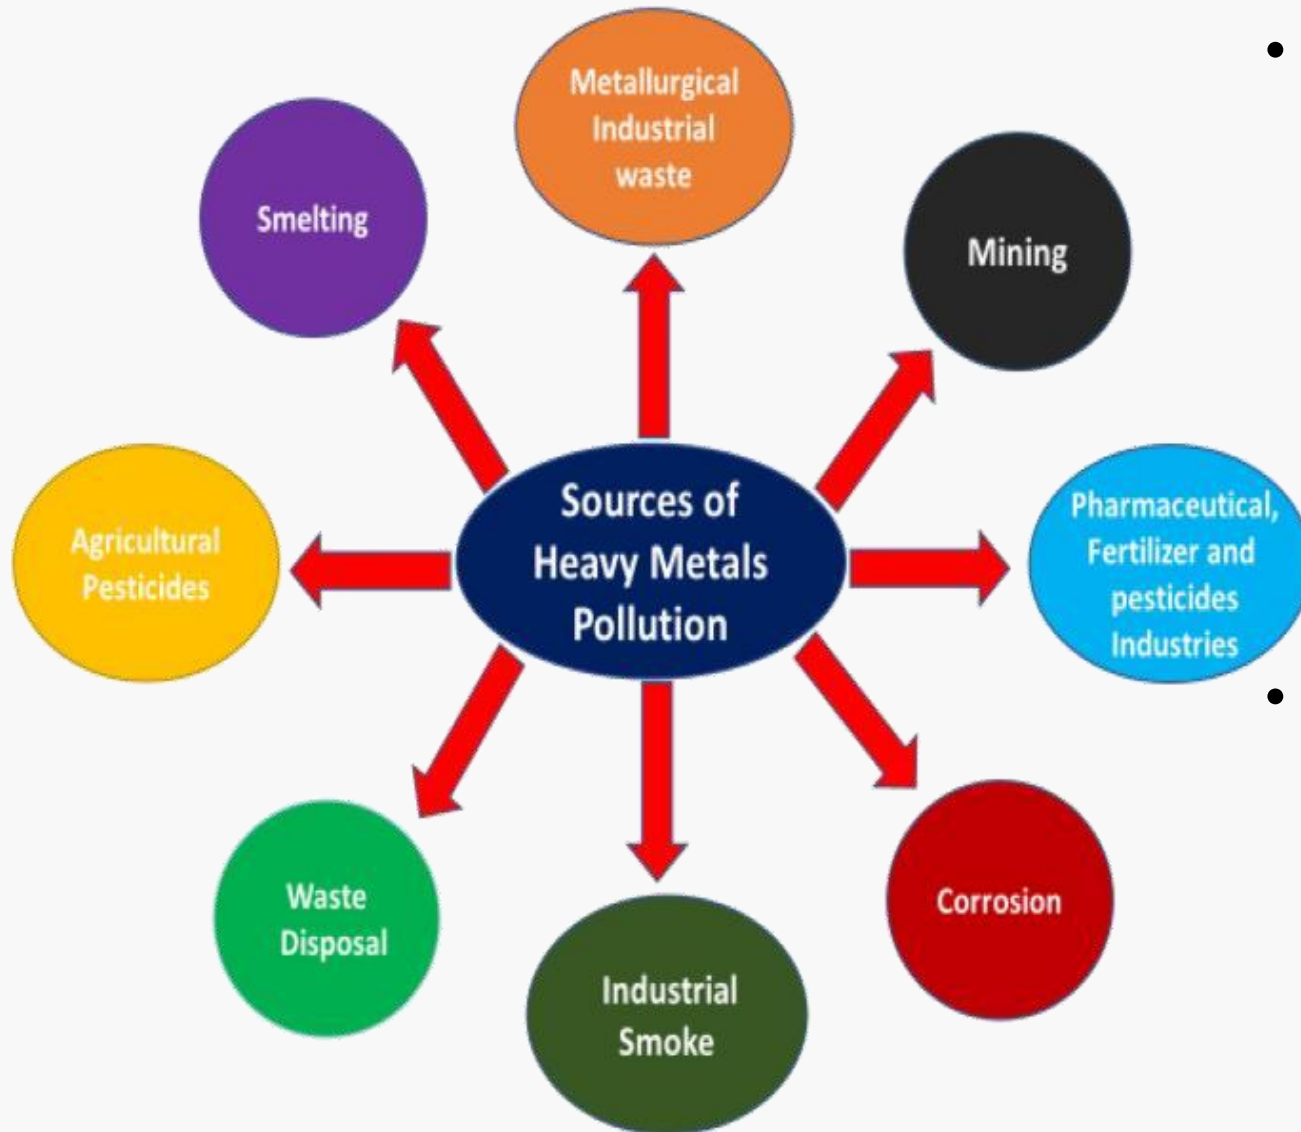 Metallurgical
Industrial
waste
Smelting
Mining
Sources of
Heavy Metals
Pollution
Pharmaceutical,
Fertilizer and
pesticides
Industries
Agricultural
Pesticides
Waste
Disposal
Corrosion
Industrial
Smoke